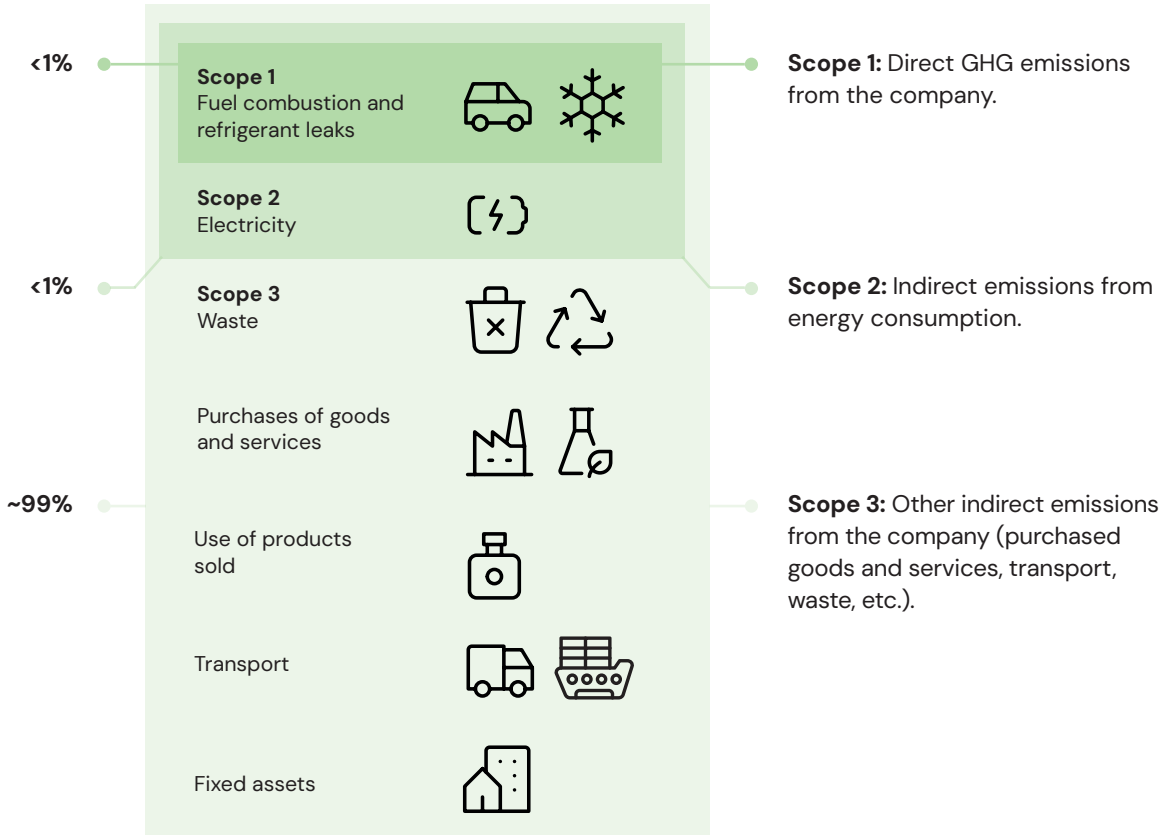 <1%
Scope 1
Fuel combustion and
refrigerant leaks
Scope 1: Direct GHG emissions
from the company.
Scope 2
Electricity
<1%
Scope 2: Indirect emissions from
energy consumption.
Scope 3
Waste
Purchases of goods
and services
~99%
Scope 3: Other indirect emissions
from the company (purchased
goods and services, transport,
waste, etc.).
Use of products
sold
Transport
Fixed assets